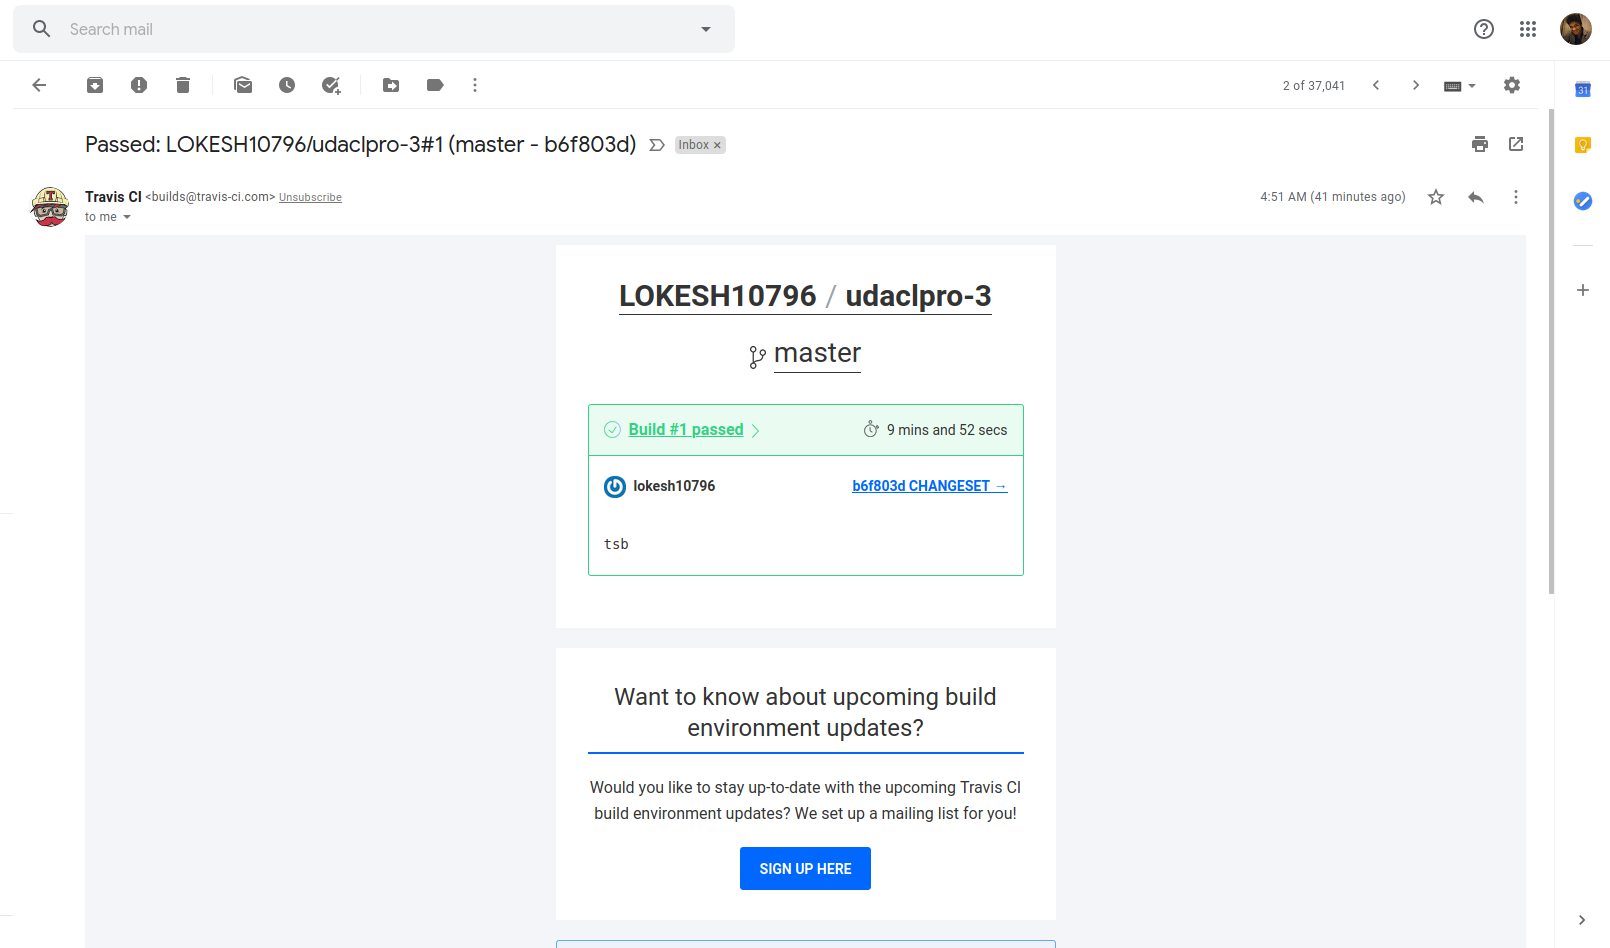 Search mail
2 of 37,041
31
Passed: LOKESH10796/udaclpro-3#1 (master - b6f803d)
Inbox ×
Travis CI <builds@travis-ci.com> Unsubscribe
4:51 AM (41 minutes ago)
to me
LOKESH10796 / udaclpro-3
master
Build #1 passed
9 mins and 52 secs
lokesh10796
b6f803d CHANGESET →
tsb
Want to know about upcoming build
environment updates?
Would you like to stay up-to-date with the upcoming Travis CI
build environment updates? We set up a mailing list for you!
SIGN UP HERE